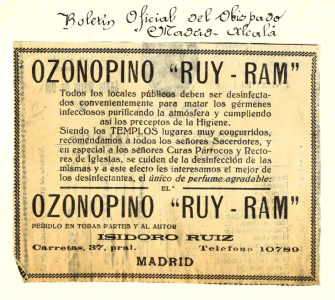 Boletín Oficial del Obispado
Madrid-Alcalá
OZONOPINO "RUY-RAM"
Todos los locales públicos deben ser desinfecta-
dos convenientemente para matar los gérmenes
infecciosos purificando la atmósfera y cumpliendo
así los preceptos de la Higiene.
Siendo los TEMPLOS lugares muy concurridos,
recomendamos a todos los señores Sacerdotes, y
en especial a los señores Curas Párrocos y Recto-
res de Iglesias, se cuiden de la desinfección de las
mismas y a este efecto les interesamos el mejor de
los desinfectantes, el único de perfume agradable:
EL
OZONOPINO "RUY-RAM"
PEDIDLO EN TODAS PARTES Y AL AUTOR
ISIDORO RUIZ
Carretas, 37, pral. Teléfono 10789
MADRID